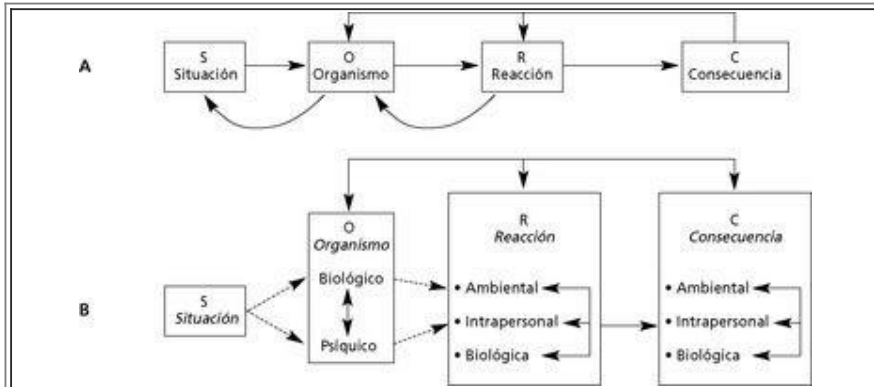 A
S
Situación
O
Organismo
R
Reacción
C
Consecuencia
B
S
Situación
O
Organismo
Biológico
Psíquico
R
Reacción
• Ambiental
• Intrapersonal
• Biológica
C
Consecuencia
• Ambiental
• Intrapersonal
• Biológica